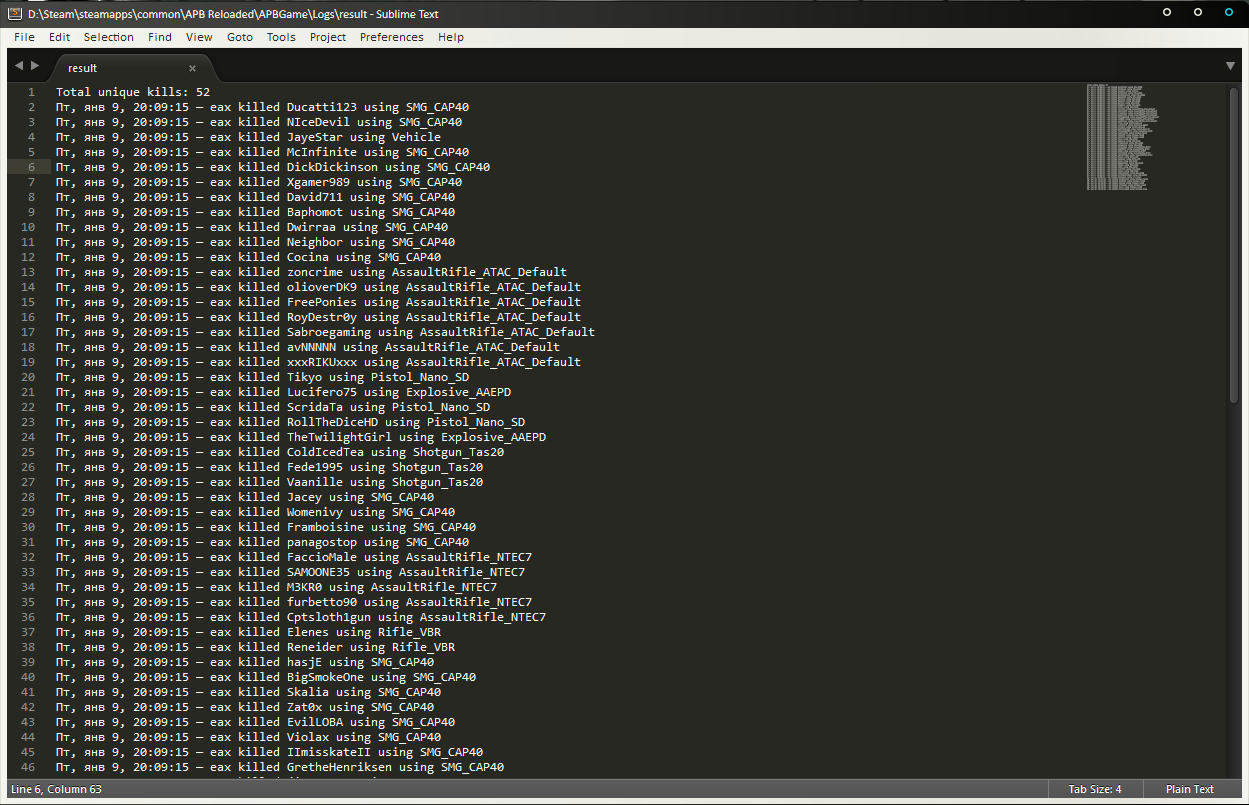 D:\Steam\steamapps\common\APB Reloaded\APBGame\Logs\result - Sublime Text
File Edit Selection Find View Goto Tools Project Preferences Help
result ×
1 Total unique kills: 52
2 Пт, янв 9, 20:09:15 — eax killed Ducatti123 using SMG_CAP40
3 Пт, янв 9, 20:09:15 — eax killed NIceDevil using SMG_CAP40
4 Пт, янв 9, 20:09:15 — eax killed JayeStar using Vehicle
5 Пт, янв 9, 20:09:15 — eax killed McInfinite using SMG_CAP40
6 Пт, янв 9, 20:09:15 — eax killed DickDickinson using SMG_CAP40
7 Пт, янв 9, 20:09:15 — eax killed Xgamer989 using SMG_CAP40
8 Пт, янв 9, 20:09:15 — eax killed David711 using SMG_CAP40
9 Пт, янв 9, 20:09:15 — eax killed Baphomot using SMG_CAP40
10 Пт, янв 9, 20:09:15 — eax killed Dwirraa using SMG_CAP40
11 Пт, янв 9, 20:09:15 — eax killed Neighbor using SMG_CAP40
12 Пт, янв 9, 20:09:15 — eax killed Cocina using SMG_CAP40
13 Пт, янв 9, 20:09:15 — eax killed zoncrime using AssaultRifle_ATAC_Default
14 Пт, янв 9, 20:09:15 — eax killed olioverDK9 using AssaultRifle_ATAC_Default
15 Пт, янв 9, 20:09:15 — eax killed FreePonies using AssaultRifle_ATAC_Default
16 Пт, янв 9, 20:09:15 — eax killed RoyDestr0y using AssaultRifle_ATAC_Default
17 Пт, янв 9, 20:09:15 — eax killed Sabroegaming using AssaultRifle_ATAC_Default
18 Пт, янв 9, 20:09:15 — eax killed avNNNNN using AssaultRifle_ATAC_Default
19 Пт, янв 9, 20:09:15 — eax killed xxxRIKUxxx using AssaultRifle_ATAC_Default
20 Пт, янв 9, 20:09:15 — eax killed Tikyo using Pistol_Nano_SD
21 Пт, янв 9, 20:09:15 — eax killed Lucifero75 using Explosive_AAEPD
22 Пт, янв 9, 20:09:15 — eax killed ScridaTa using Pistol_Nano_SD
23 Пт, янв 9, 20:09:15 — eax killed RollTheDiceHD using Pistol_Nano_SD
24 Пт, янв 9, 20:09:15 — eax killed TheTwilightGirl using Explosive_AAEPD
25 Пт, янв 9, 20:09:15 — eax killed ColdIcedTea using Shotgun_Tas20
26 Пт, янв 9, 20:09:15 — eax killed Fede1995 using Shotgun_Tas20
27 Пт, янв 9, 20:09:15 — eax killed Vaanille using Shotgun_Tas20
28 Пт, янв 9, 20:09:15 — eax killed Jacey using SMG_CAP40
29 Пт, янв 9, 20:09:15 — eax killed Womenivy using SMG_CAP40
30 Пт, янв 9, 20:09:15 — eax killed Framboisine using SMG_CAP40
31 Пт, янв 9, 20:09:15 — eax killed panagostop using SMG_CAP40
32 Пт, янв 9, 20:09:15 — eax killed FaccioMale using AssaultRifle_NTEC7
33 Пт, янв 9, 20:09:15 — eax killed SAMOONE35 using AssaultRifle_NTEC7
34 Пт, янв 9, 20:09:15 — eax killed M3KR0 using AssaultRifle_NTEC7
35 Пт, янв 9, 20:09:15 — eax killed furbetto90 using AssaultRifle_NTEC7
36 Пт, янв 9, 20:09:15 — eax killed Cptsloth1gun using AssaultRifle_NTEC7
37 Пт, янв 9, 20:09:15 — eax killed Elenes using Rifle_VBR
38 Пт, янв 9, 20:09:15 — eax killed Reneider using Rifle_VBR
39 Пт, янв 9, 20:09:15 — eax killed hasjE using SMG_CAP40
40 Пт, янв 9, 20:09:15 — eax killed BigSmokeOne using SMG_CAP40
41 Пт, янв 9, 20:09:15 — eax killed Skalia using SMG_CAP40
42 Пт, янв 9, 20:09:15 — eax killed Zat0x using SMG_CAP40
43 Пт, янв 9, 20:09:15 — eax killed EvilLOBA using SMG_CAP40
44 Пт, янв 9, 20:09:15 — eax killed Violax using SMG_CAP40
45 Пт, янв 9, 20:09:15 — eax killed IImisskateII using SMG_CAP40
46 Пт, янв 9, 20:09:15 — eax killed GretheHenriksen using SMG_CAP40
Line 6, Column 63 Tab Size: 4 Plain Text